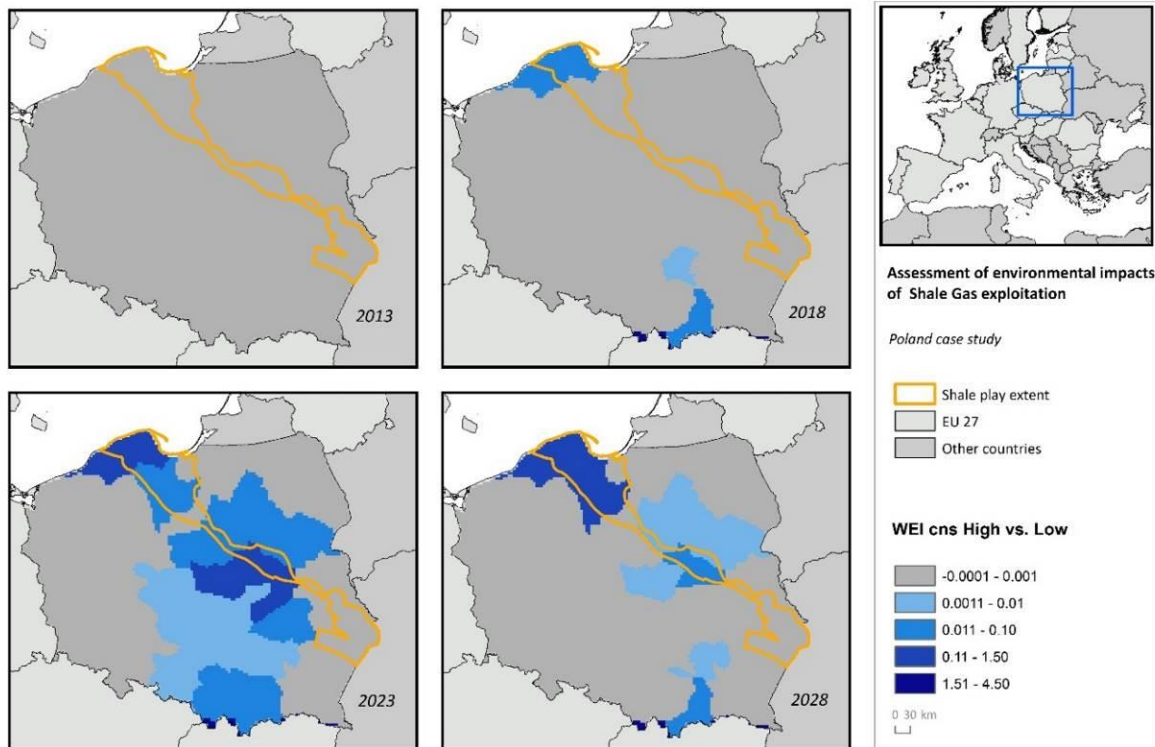 2013
2018
2023
2028
Assessment of environmental impacts
of Shale Gas exploitation
Poland case study
Shale play extent
EU 27
Other countries
WEI cns High vs. Low
-0.0001 - 0.001
0.0011 - 0.01
0.011 - 0.10
0.11 - 1.50
1.51 - 4.50
0 30 km